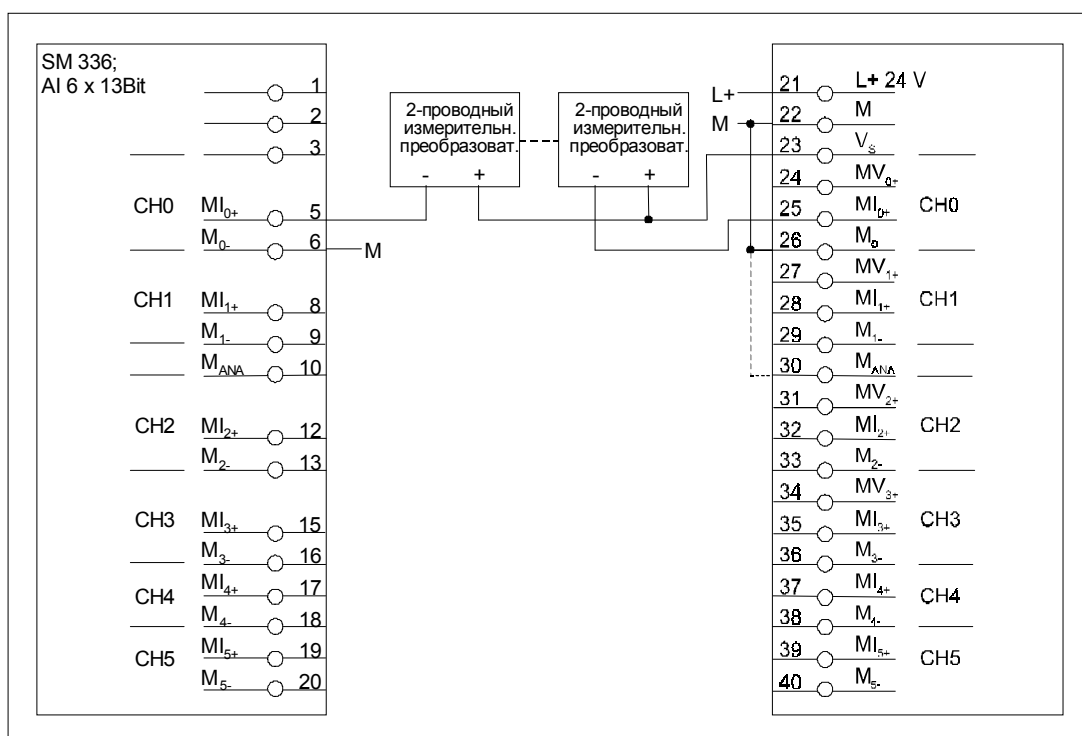 SM 336;
AI 6 x 13Bit
1
2
3
CH0 MI0+ 5
M0- 6 M
CH1 MI1+ 8
M1- 9
MANA 10
CH2 MI2+ 12
M2- 13
CH3 MI3+ 15
M3- 16
CH4 MI4+ 17
M4- 18
CH5 MI5+ 19
M5- 20
2-проводный
измерительн.
преобразоват.
- +
2-проводный
измерительн.
преобразоват.
- +
L+ 21 L+ 24 V
M 22 M
23 VS
24 MV0+
25 MI0+ CH0
26 M0
27 MV1+
28 MI1+ CH1
29 M1-
30 MANA
31 MV2+
32 MI2+ CH2
33 M2-
34 MV3+
35 MI3+ CH3
36 M3-
37 MI4+ CH4
38 M4-
39 MI5+ CH5
40 M5-